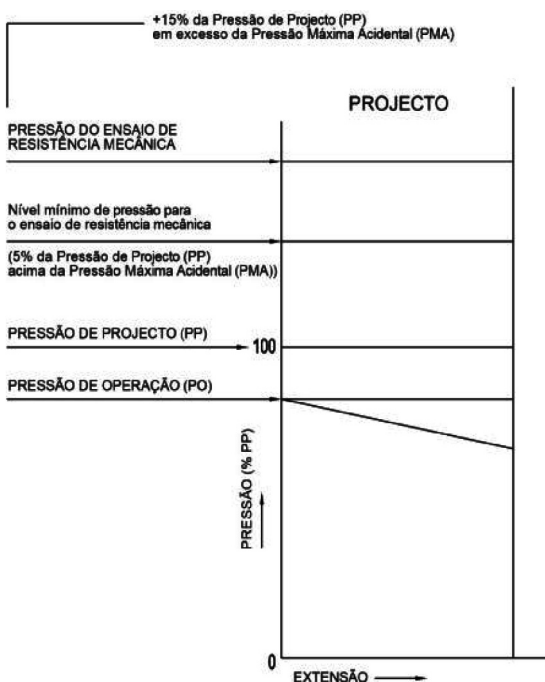 +15% da Pressão de Projecto (PP)
em excesso da Pressão Máxima Acidental (PMA)
PROJECTO
PRESSÃO DO ENSAIO DE
RESISTÊNCIA MECÂNICA
Nível mínimo de pressão para
o ensaio de resistência mecânica
(5% da Pressão de Projecto (PP)
acima da Pressão Máxima Acidental (PMA))
PRESSÃO DE PROJECTO (PP)
100
PRESSÃO DE OPERAÇÃO (PO)
PRESSÃO (% PP)
0
EXTENSÃO